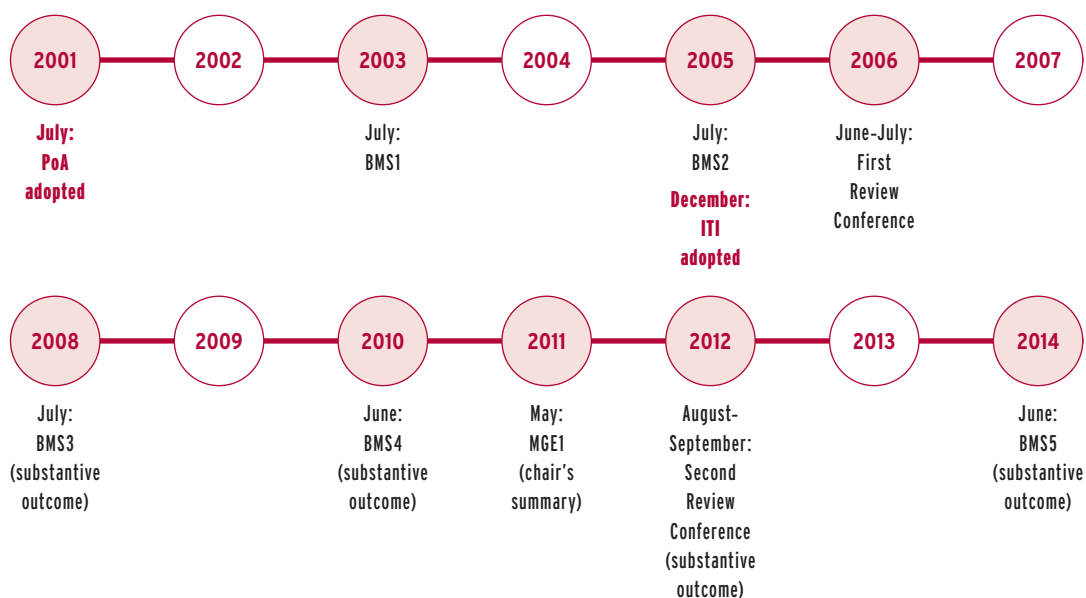 2001
2002
2003
2004
2005
2006
2007
July:
PoA
adopted
July:
BMS1
July:
BMS2
December:
ITI
adopted
June-July:
First
Review
Conference
2008
2009
2010
2011
2012
2013
2014
July:
BMS3
(substantive
outcome)
June:
BMS4
(substantive
outcome)
May:
MGE1
(chair's
summary)
August-
September:
Second
Review
Conference
(substantive
outcome)
June:
BMS5
(substantive
outcome)